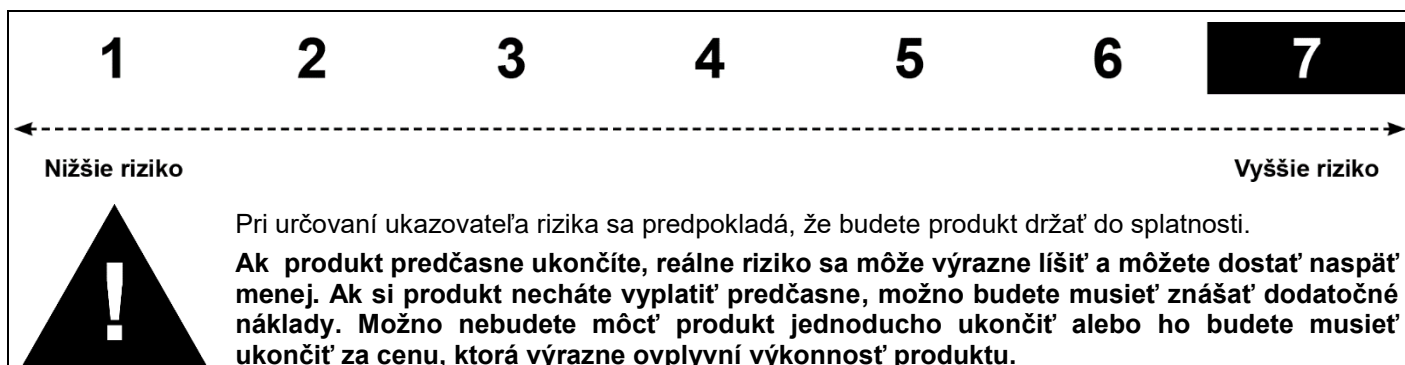 1 2 3 4 5 6 7
Nižšie riziko Vyššie riziko
Pri určovaní ukazovateľa rizika sa predpokladá, že budete produkt držať do splatnosti.
Ak produkt predčasne ukončíte, reálne riziko sa môže výrazne líšiť a môžete dostať naspäť
menej. Ak si produkt necháte vyplatiť predčasne, možno budete musieť znášať dodatočné
náklady. Možno nebudete môcť produkt jednoducho ukončiť alebo ho budete musieť
ukončiť za cenu, ktorá výrazne ovplyvní výkonnosť produktu.
!